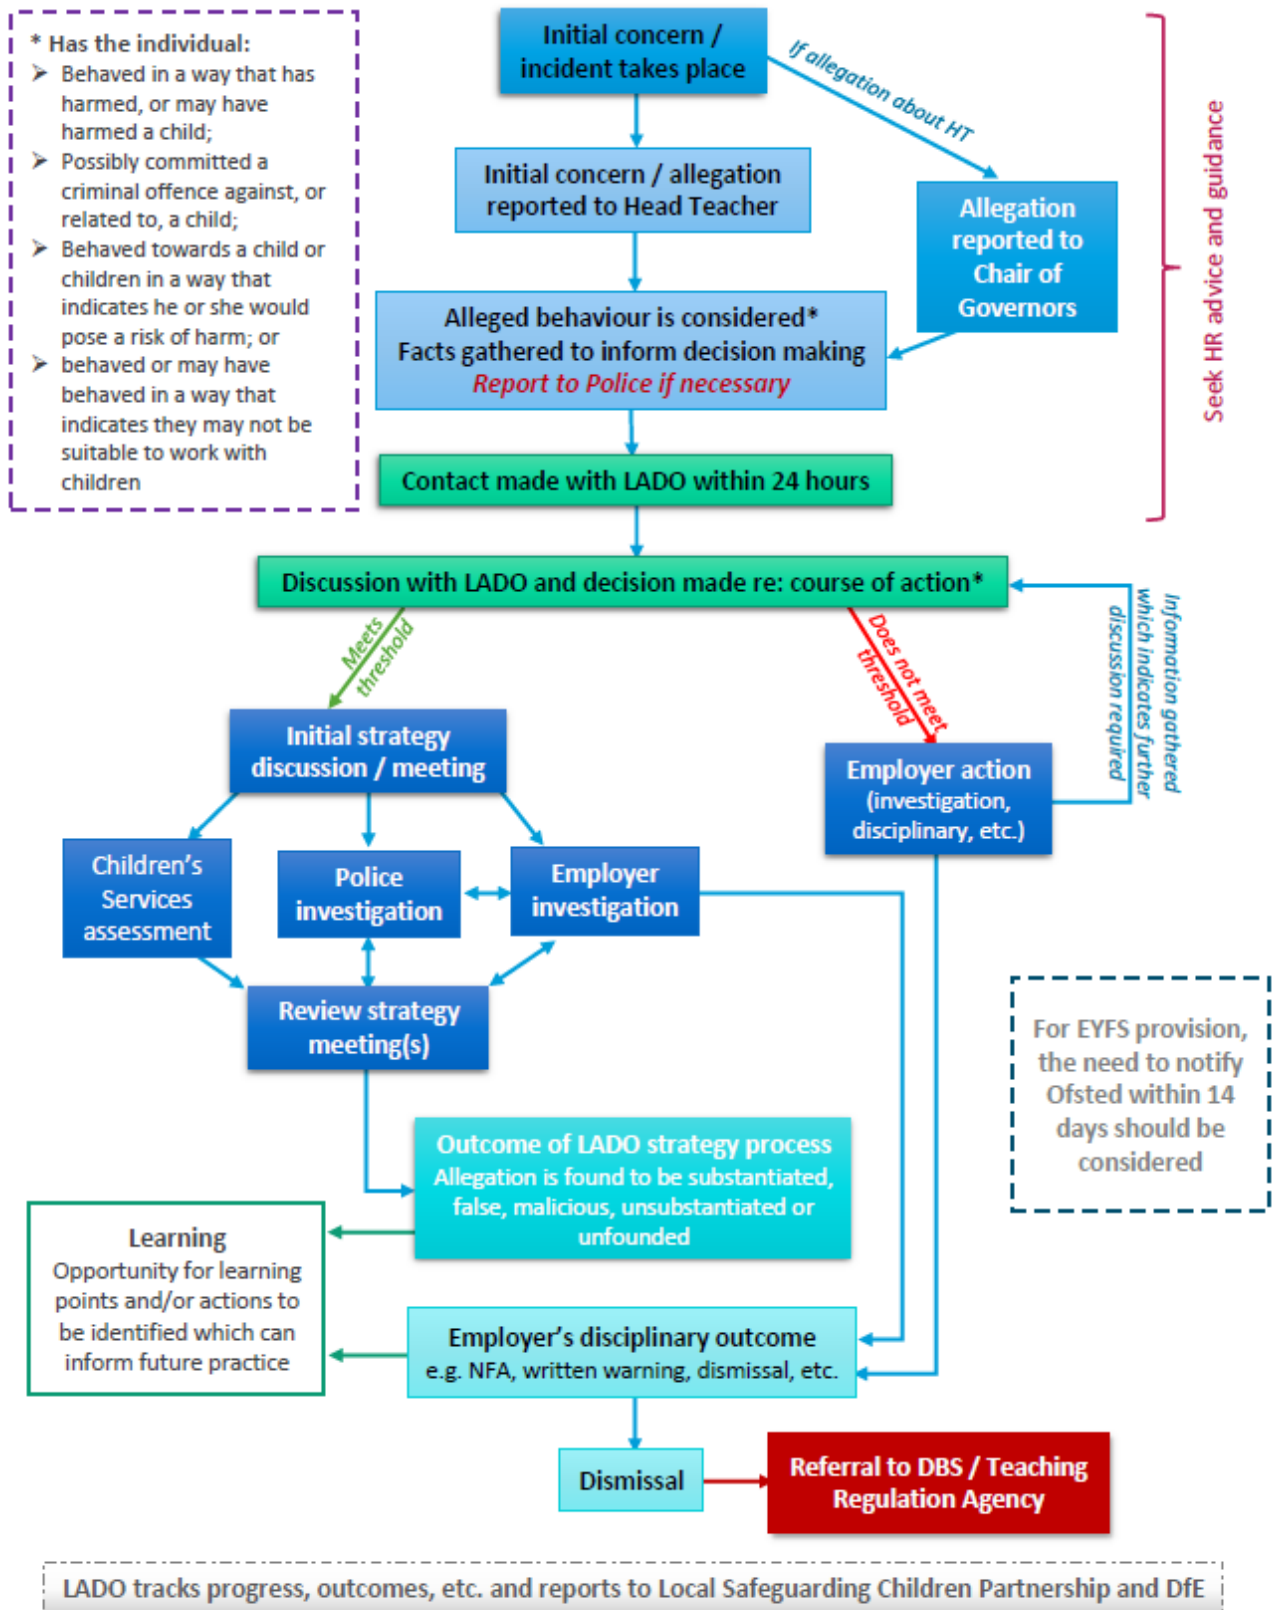 * Has the individual:
➢ Behaved in a way that has
harmed, or may have
harmed a child;
➢ Possibly committed a
criminal offence against, or
related to, a child;
➢ Behaved towards a child or
children in a way that
indicates he or she would
pose a risk of harm; or
➢ behaved or may have
behaved in a way that
indicates they may not be
suitable to work with
children
Initial concern /
incident takes place
If allegation about HT
Initial concern / allegation
reported to Head Teacher
Allegation
reported to
Chair of
Governors
Seek HR advice and guidance
Alleged behaviour is considered*
Facts gathered to inform decision making
Report to Police if necessary
Contact made with LADO within 24 hours
Discussion with LADO and decision made re: course of action*
Meets
threshold
Does not meet
threshold
Information gathered
which indicates further
discussion required
Initial strategy
discussion / meeting
Employer action
(investigation,
disciplinary, etc.)
Children's
Services
assessment
Police
investigation
Employer
investigation
Review strategy
meeting(s)
For EYFS provision,
the need to notify
Ofsted within 14
days should be
considered
Outcome of LADO strategy process
Allegation is found to be substantiated,
false, malicious, unsubstantiated or
unfounded
Learning
Opportunity for learning
points and/or actions to
be identified which can
inform future practice
Employer's disciplinary outcome
e.g. NFA, written warning, dismissal, etc.
Dismissal
Referral to DBS / Teaching
Regulation Agency
LADO tracks progress, outcomes, etc. and reports to Local Safeguarding Children Partnership and DfE